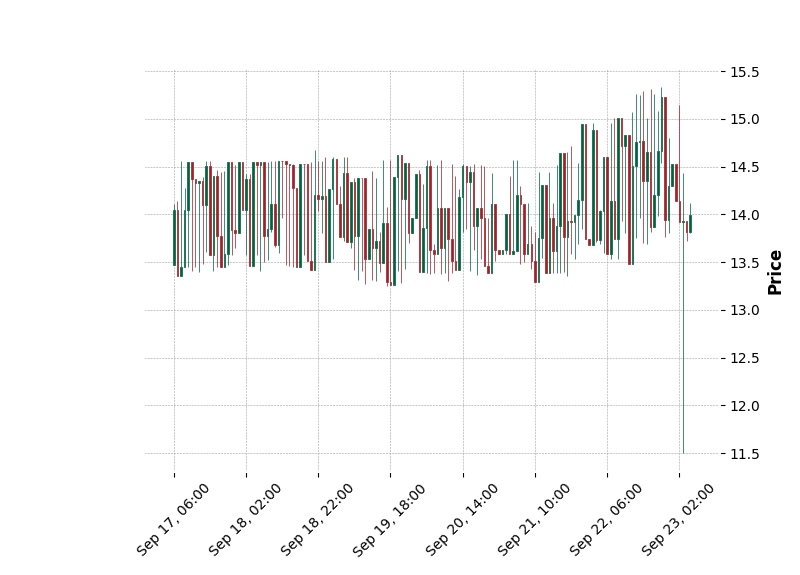 15.5
15.0
14.5
14.0
13.5
13.0
12.5
12.0
11.5
Price
Sep 17, 06:00
Sep 18, 02:00
Sep 18, 22:00
Sep 19, 18:00
Sep 20, 14:00
Sep 21, 10:00
Sep 22, 06:00
Sep 23, 02:00